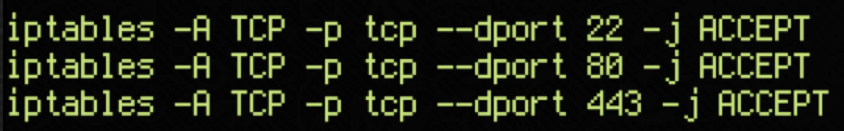 iptables -A TCP -p tcp --dport 22 -j ACCEPT
iptables -A TCP -p tcp --dport 80 -j ACCEPT
iptables -A TCP -p tcp --dport 443 -j ACCEPT